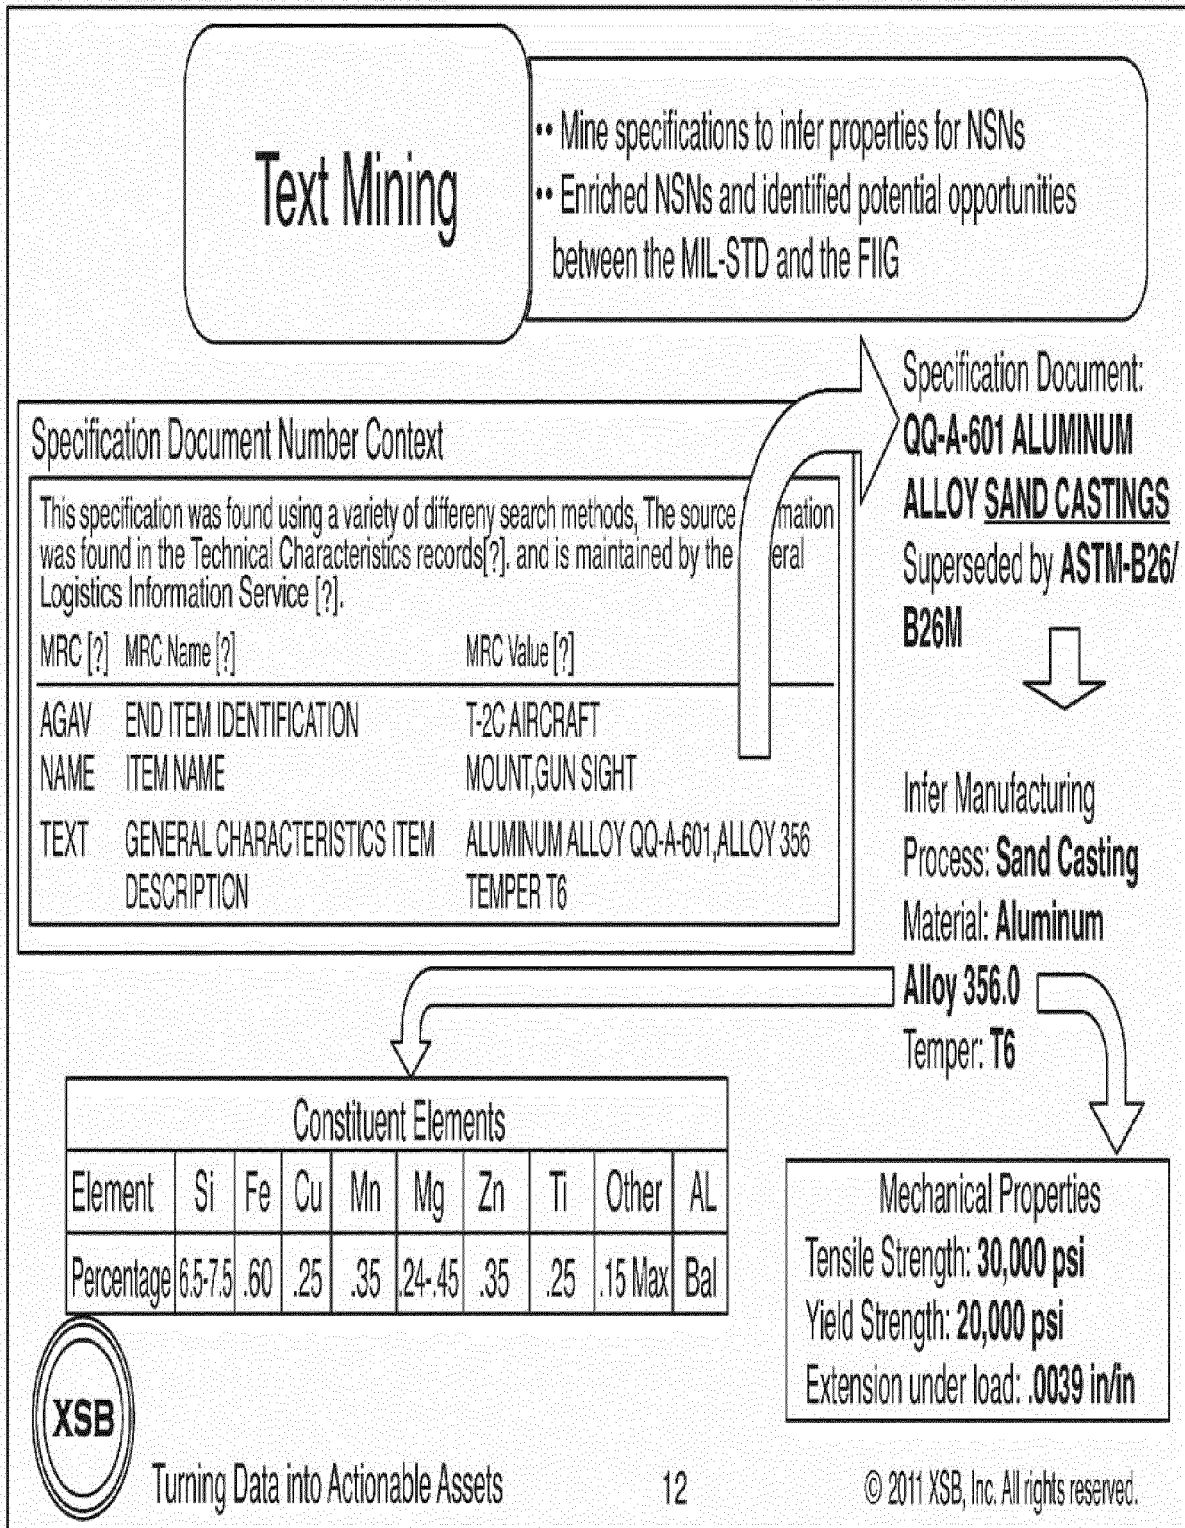 Text Mining
•• Mine specifications to infer properties for NSNs
•• Enriched NSNs and identified potential opportunities
between the MIL-STD and the FIIG
Specification Document Number Context
This specification was found using a variety of differeny search methods, The source mation
was found in the Technical Characteristics records[?]. and is maintained by the eral
Logistics Information Service [?].
MRC [?] MRC Name [?] MRC Value [?]
AGAV END ITEM IDENTIFICATION T-2C AIRCRAFT
NAME ITEM NAME MOUNT,GUN SIGHT
TEXT GENERAL CHARACTERISTICS ITEM ALUMINUM ALLOY QQ-A-601,ALLOY 356
DESCRIPTION TEMPER T6
Specification Document:
QQ-A-601 ALUMINUM
ALLOY SAND CASTINGS
Superseded by ASTM-B26/
B26M
Infer Manufacturing
Process: Sand Casting
Material: Aluminum
Alloy 356.0
Temper: T6
Constituent Elements
Element Si Fe Cu Mn Mg Zn Ti Other AL
Percentage 6.5-7.5 .60 .25 .35 .24-.45 .35 .25 .15 Max Bal
Mechanical Properties
Tensile Strength: 30,000 psi
Yield Strength: 20,000 psi
Extension under load: .0039 in/in
XSB
Turning Data into Actionable Assets 12 © 2011 XSB, Inc. All rights reserved.